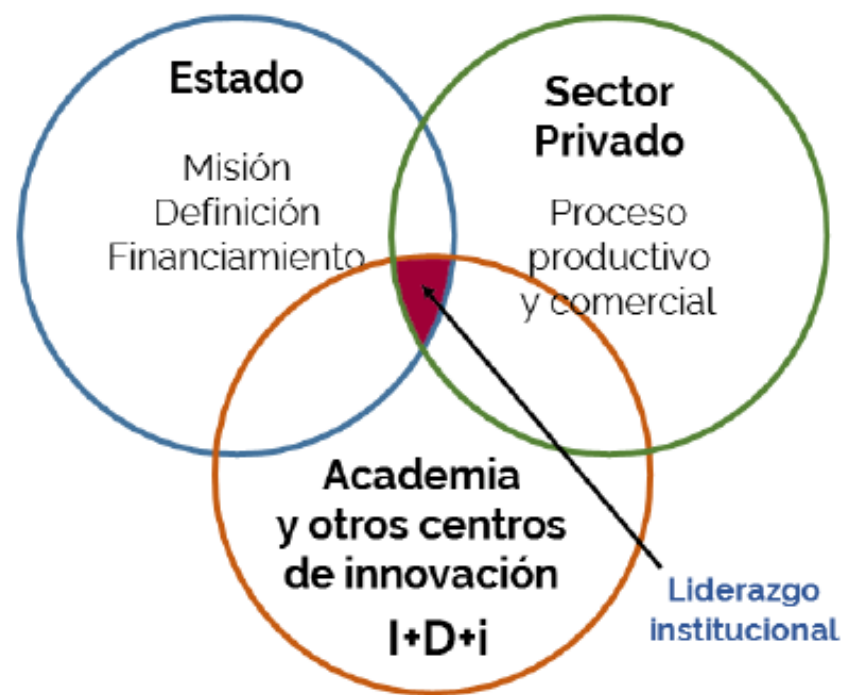 Estado
Misión
Definición
Financiamiento
Sector
Privado
Proceso
productivo
y comercial
Academia
y otros centros
de innovación
I+D+i
Liderazgo
institucional